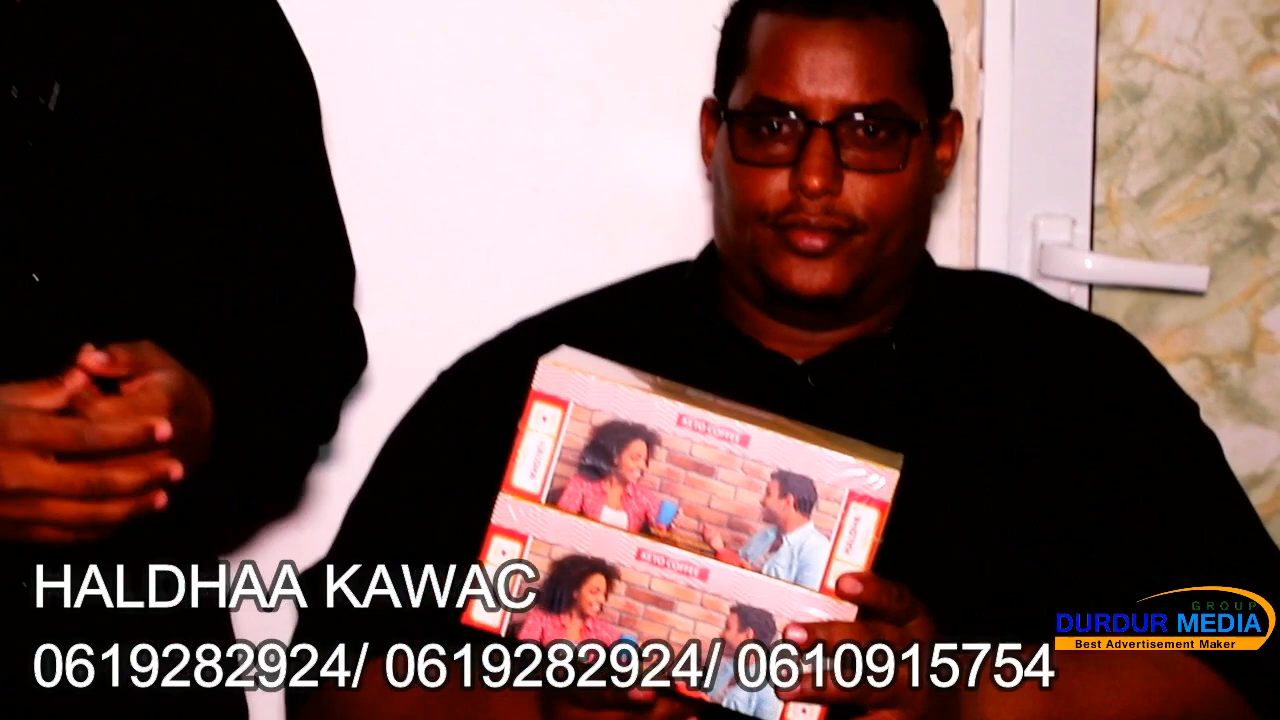 KETO COFFEE
KETO COFFEE
HALDHAA KAWAC
0619282924/ 0619282924/ 0610915754
GROUP
DURDUR MEDIA
Best Advertisement Maker